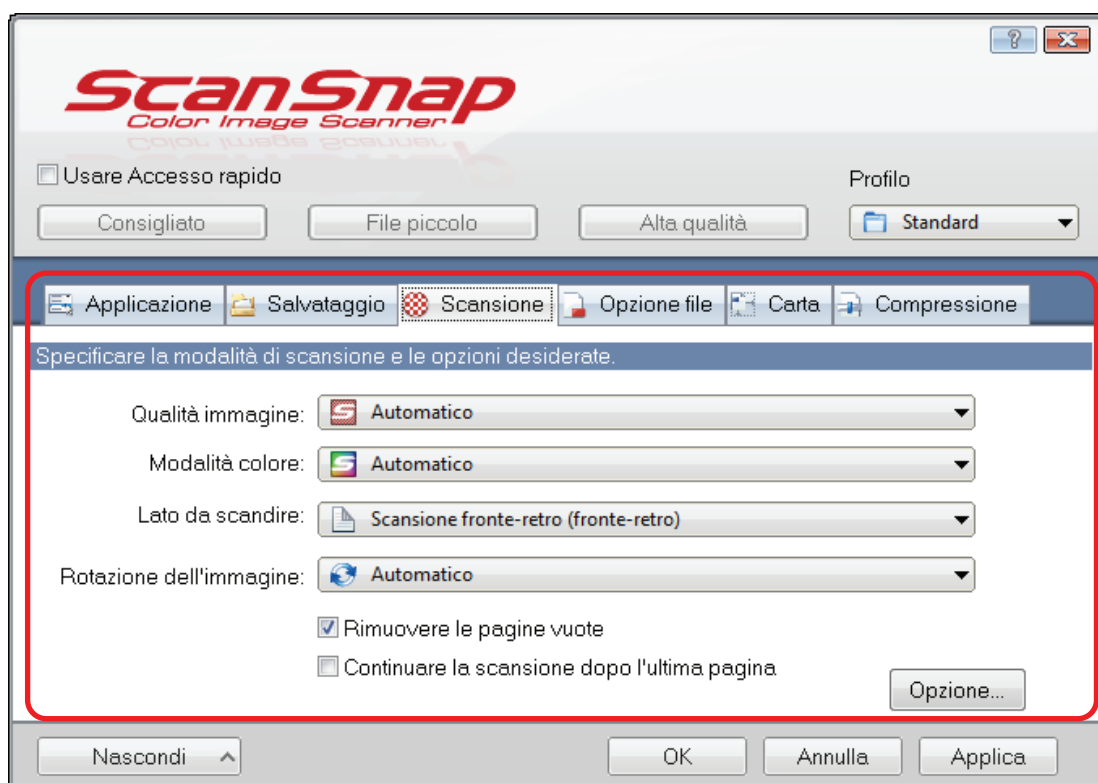 ?
ScanSnap
Color Image Scanner
Usare Accesso rapido
Profilo
Consigliato File piccolo Alta qualità Standard
Applicazione Salvataggio Scansione Opzione file Carta Compressione
Specificare la modalità di scansione e le opzioni desiderate.
Qualità immagine: Automatico
Modalità colore: Automatico
Lato da scandire: Scansione fronte-retro (fronte-retro)
Rotazione dell'immagine: Automatico
Rimuovere le pagine vuote
Continuare la scansione dopo l'ultima pagina
Opzione...
Nascondi OK Annulla Applica